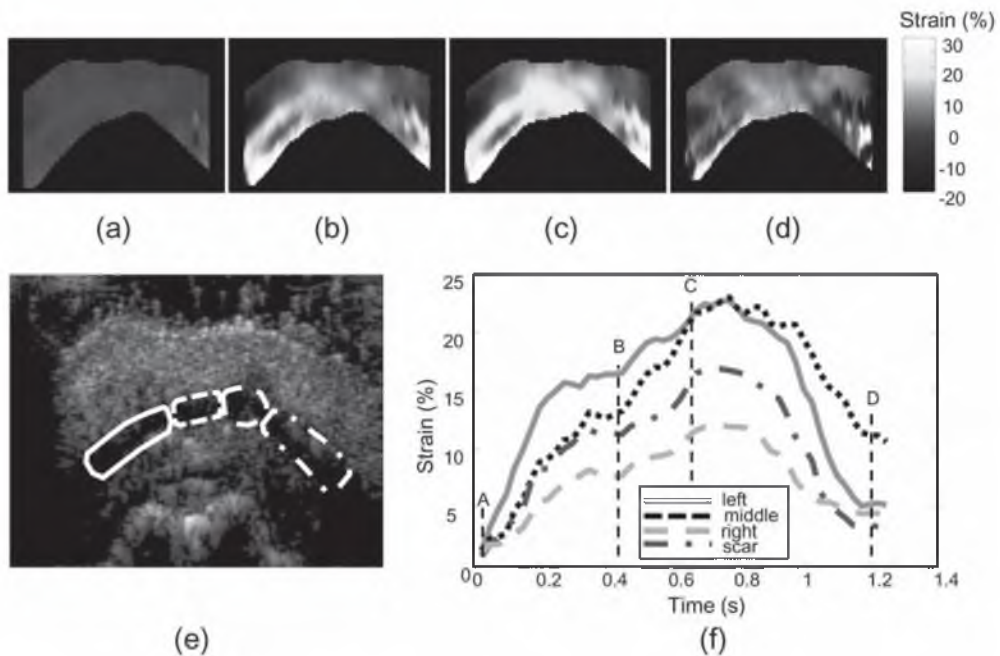 Strain (%)
30
20
10
0
-10
-20
(a)
(b)
(c)
(d)
25
20
15
10
5
0
Strain (%)
A
B
C
D
left
middle
right
scar
0
0.2
0.4
0.6
0.8
1
1.2
1.4
Time (s)
(e)
(f)